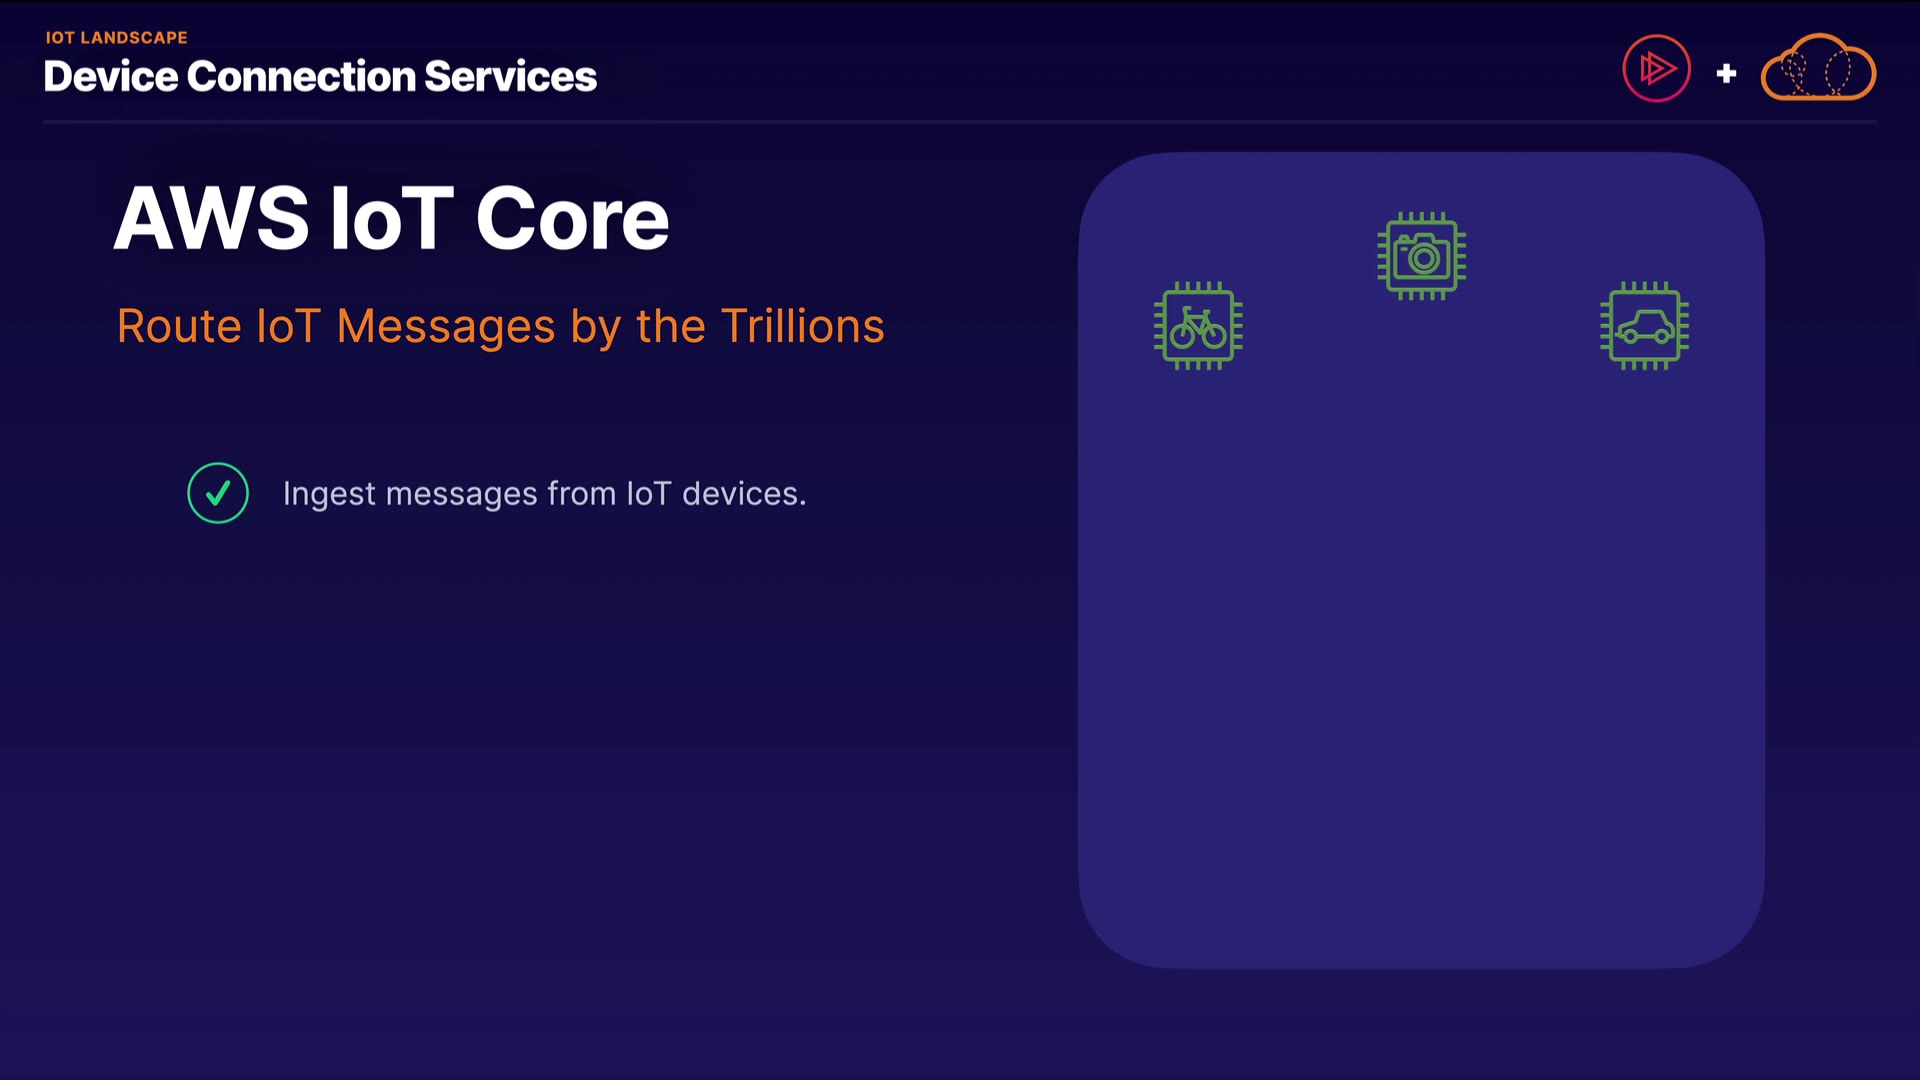 IOT LANDSCAPE
Device Connection Services
AWS IoT Core
Route IoT Messages by the Trillions
Ingest messages from IoT devices.